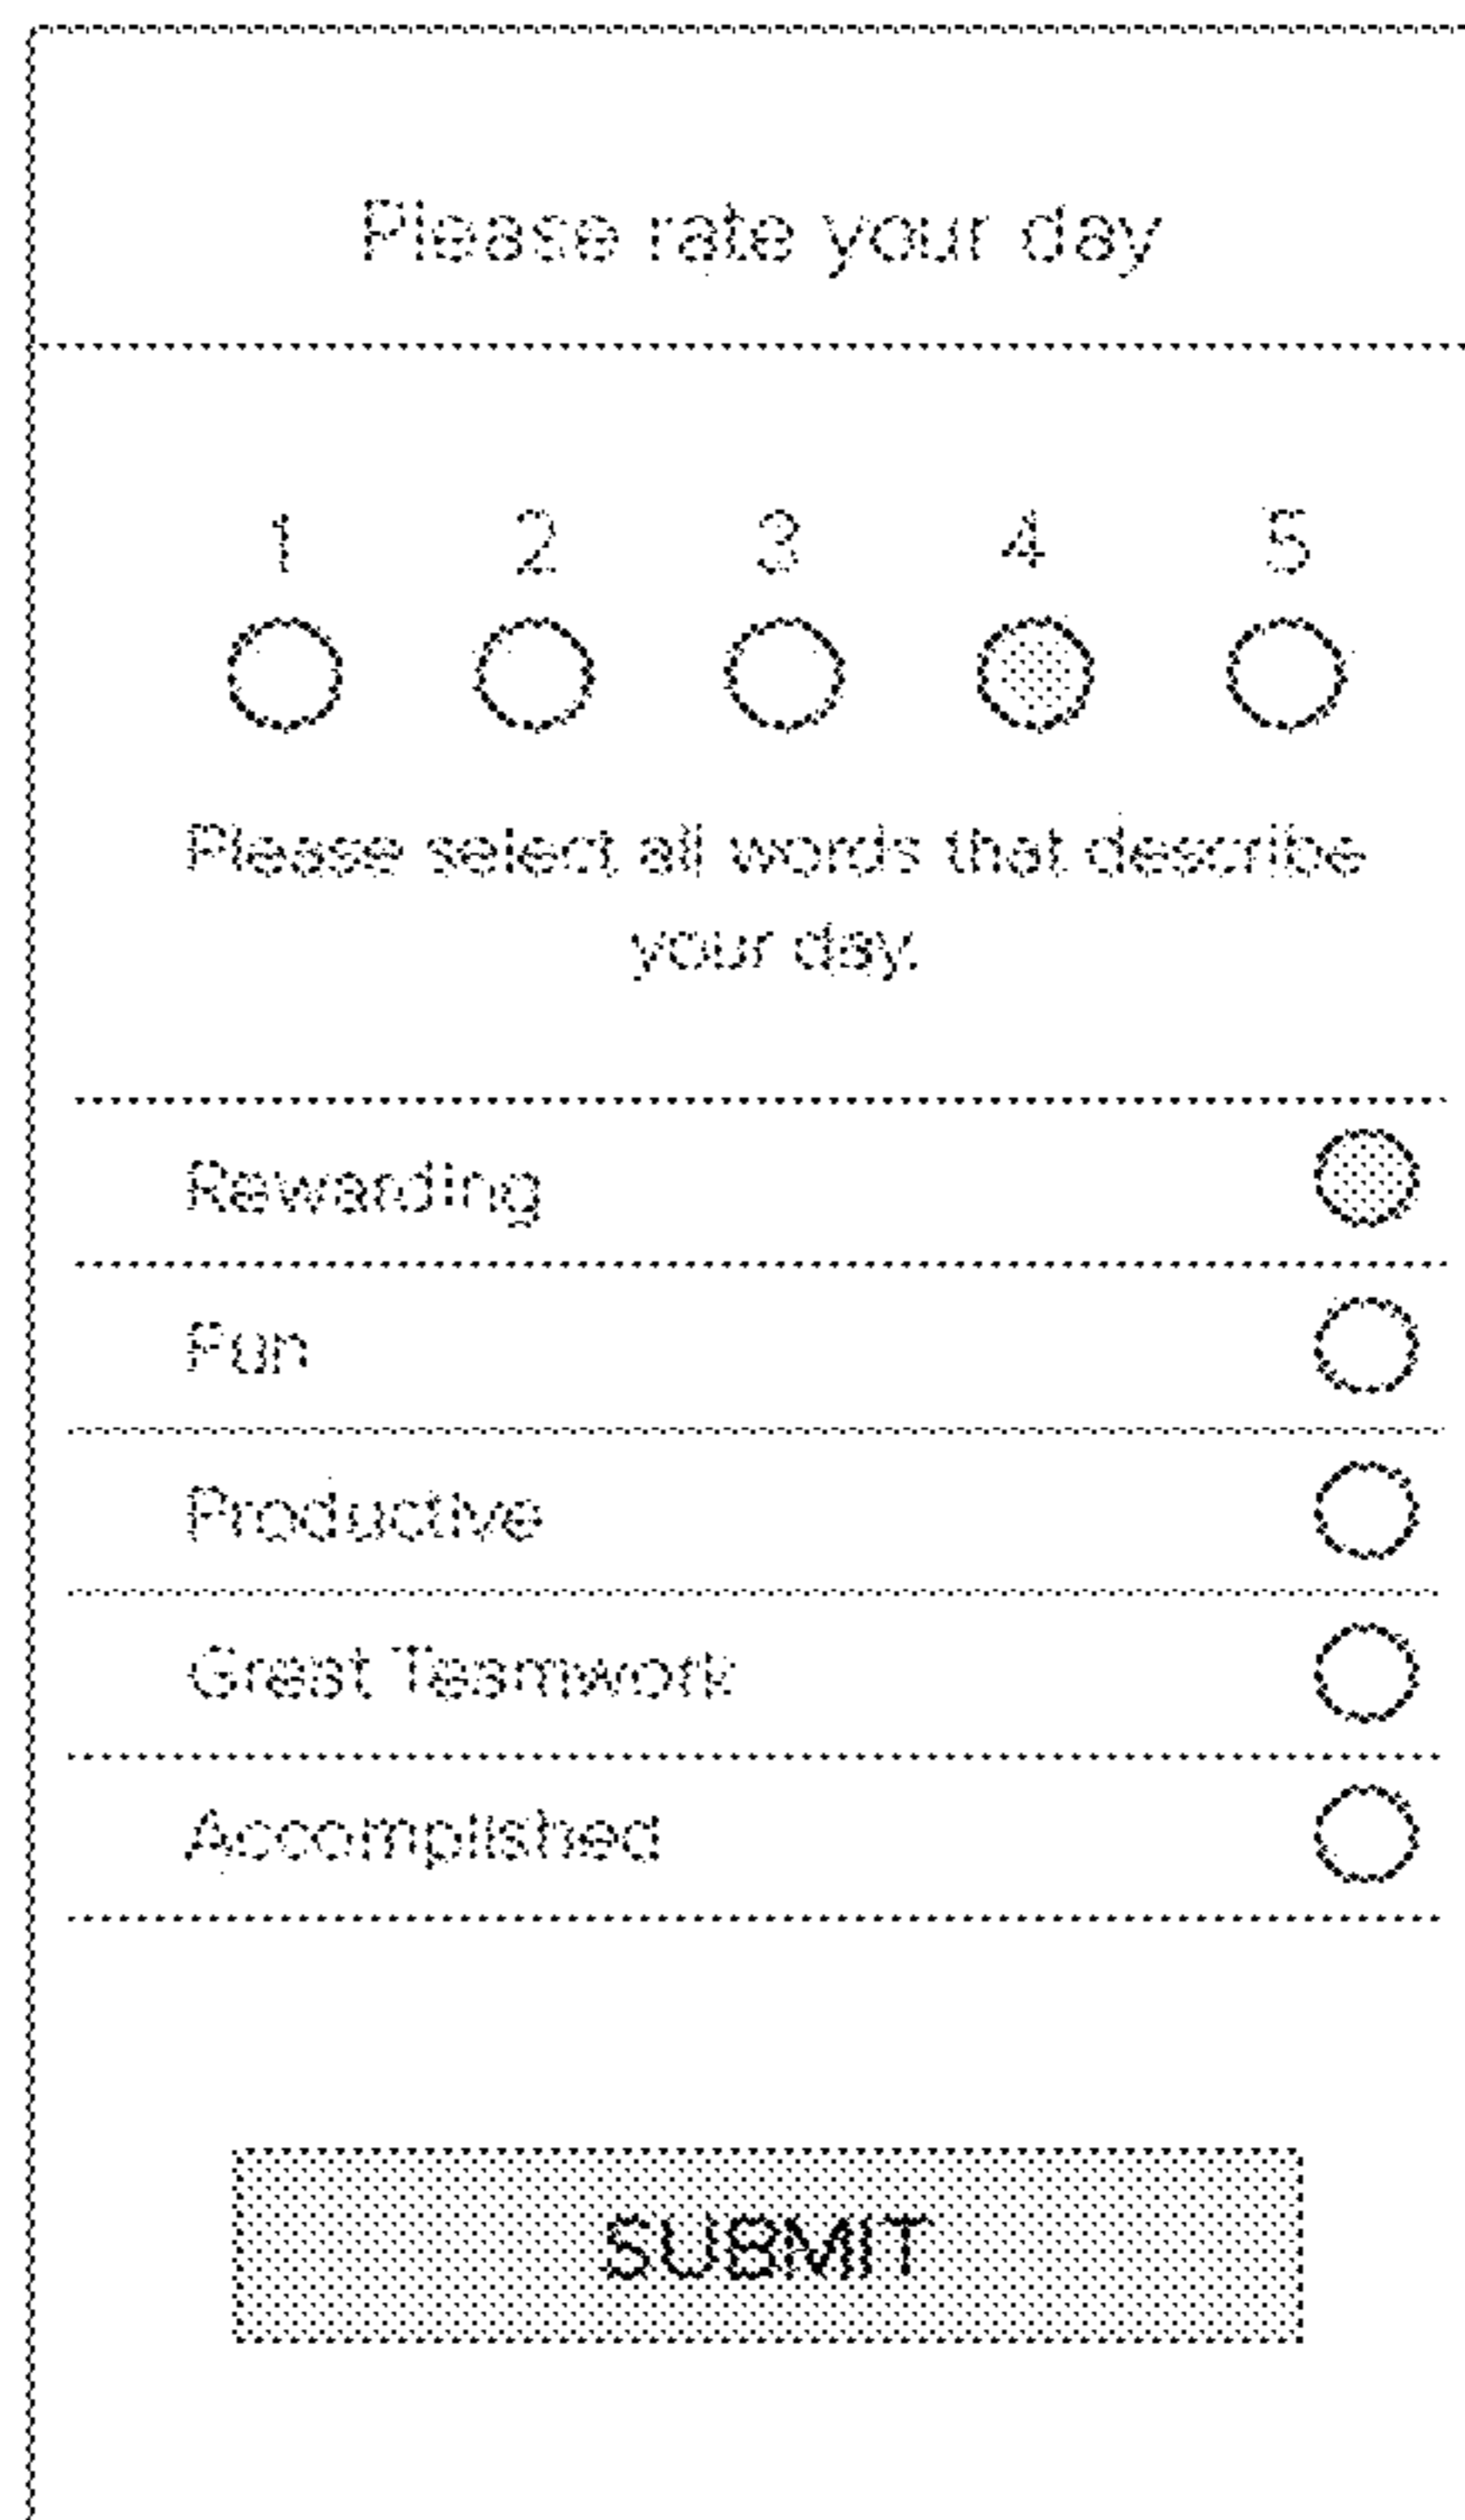 Please rate your day
1 2 3 4 5
Please select all words that describe
your day.
Rewarding
Fun
Productive
Great Teamwork
Accomplished
SUBMIT